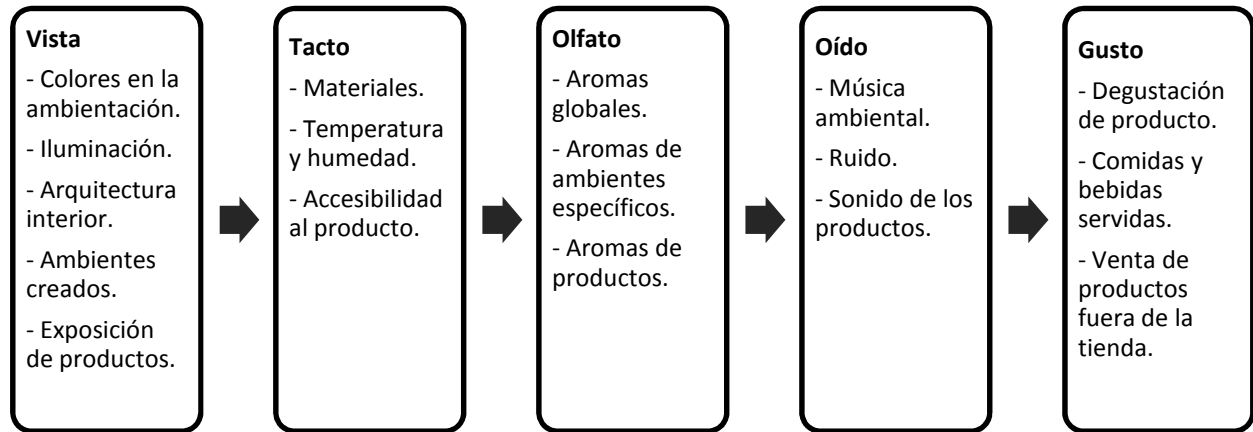 Vista
- Colores en la
ambientación.
- Iluminación.
- Arquitectura
interior.
- Ambientes
creados.
- Exposición
de productos.
Tacto
- Materiales.
- Temperatura
y humedad.
- Accesibilidad
al producto.
Olfato
- Aromas
globales.
- Aromas de
ambientes
específicos.
- Aromas de
productos.
Oído
- Música
ambiental.
- Ruido.
- Sonido de los
productos.
Gusto
- Degustación
de producto.
- Comidas y
bebidas
servidas.
- Venta de
productos
fuera de la
tienda.